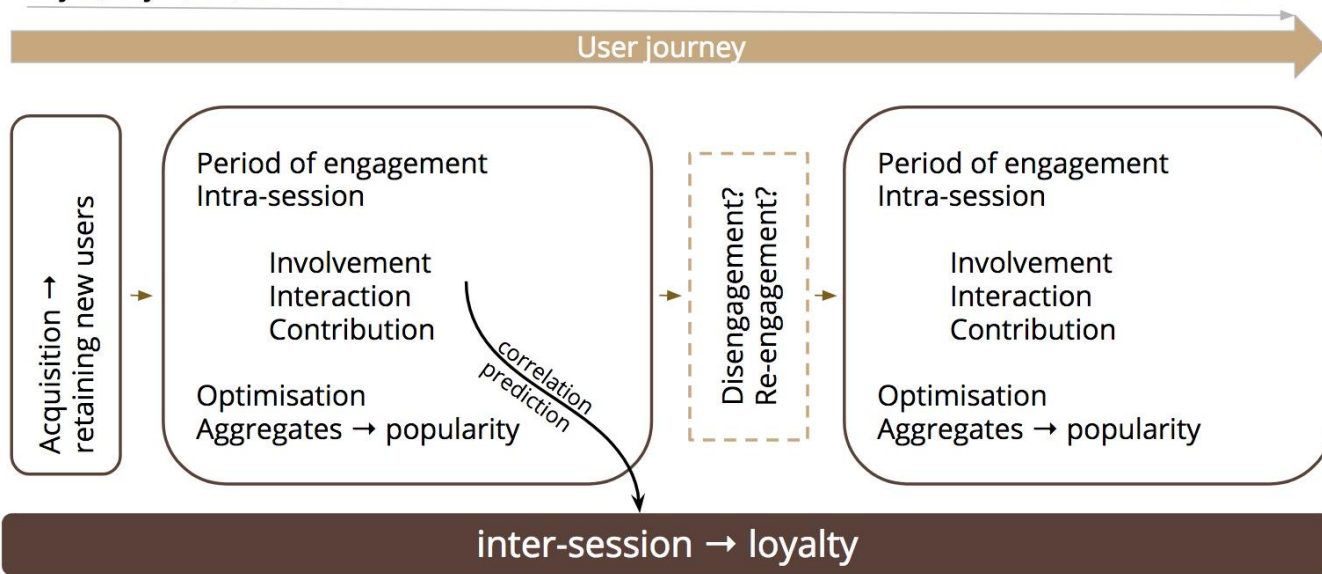 User journey
Acquisition →
retaining new users
Period of engagement
Intra-session
Involvement
Interaction
Contribution
Optimisation
Aggregates → popularity
correlation
prediction
Disengagement?
Re-engagement?
Period of engagement
Intra-session
Involvement
Interaction
Contribution
Optimisation
Aggregates → popularity
inter-session → loyalty